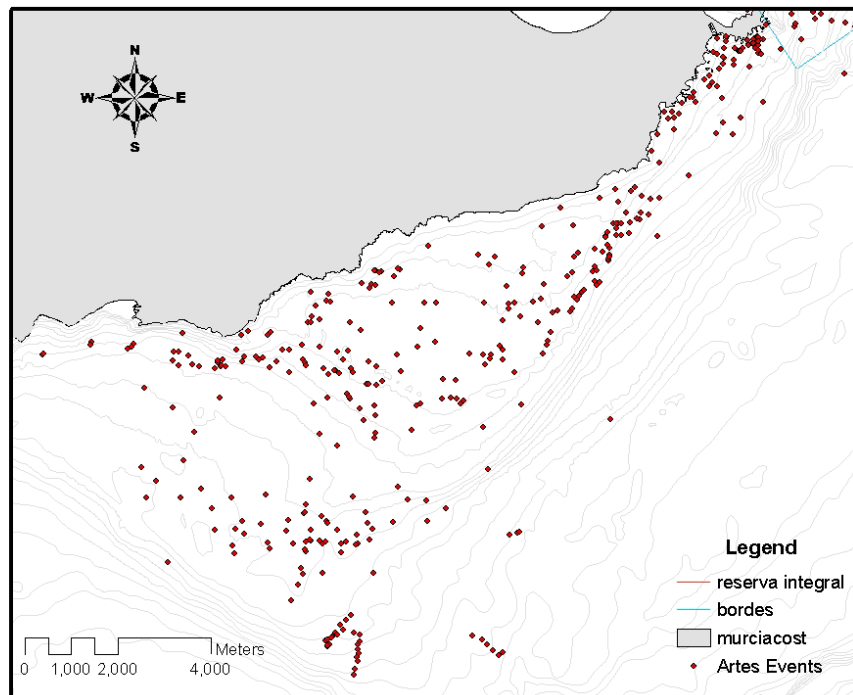 N
W E
S
Legend
reserva integral
bordes
murciacost
Artes Events
Meters
0 1,000 2,000 4,000